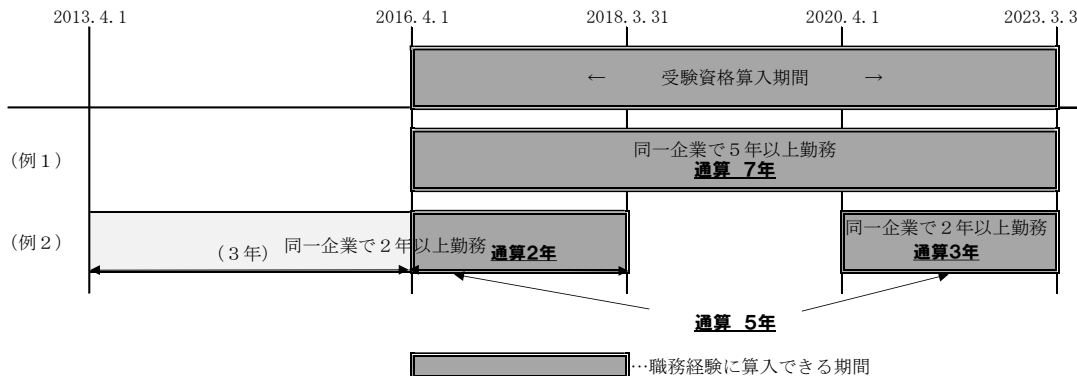 2013.4.1 2016.4.1 2018.3.31 2020.4.1 2023.3.3
← 受験資格算入期間 →
(例1)
同一企業で5年以上勤務
通算 7年
(例2)
(3年) 同一企業で2年以上勤務
通算2年
同一企業で2年以上勤務
通算3年
通算 5年
…職務経験に算入できる期間